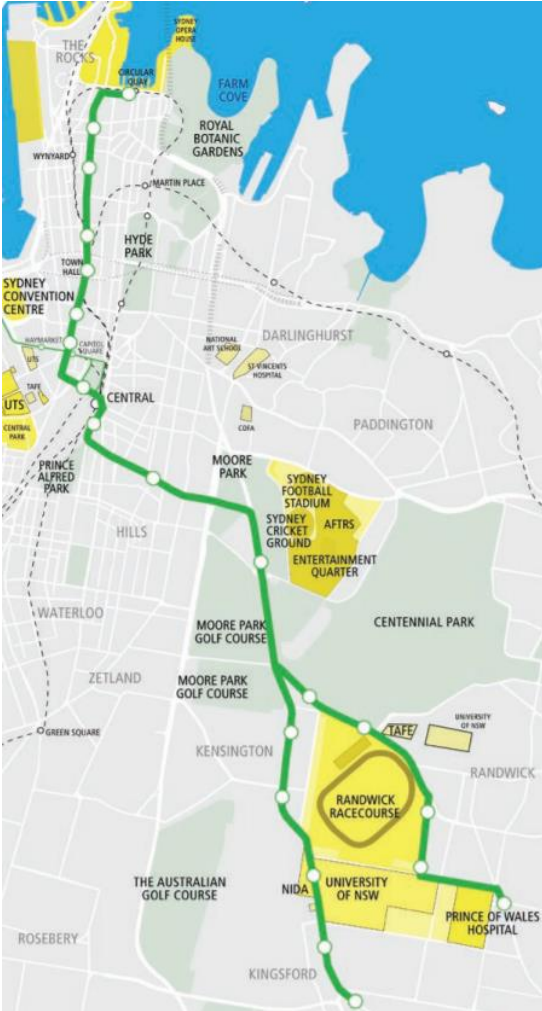 SYDNEY
OPERA
HOUSE
THE
ROCKS
CIRCULAR
QUAY
FARM
COVE
ROYAL
BOTANIC
GARDENS
WYNYARD
MARTIN PLACE
HYDE
PARK
TOWN
HALL
SYDNEY
CONVENTION
CENTRE
HAYMARKET
CAPITOL
SQUARE
DARLINGHURST
NATIONAL
ART SCHOOL
ST VINCENTS
HOSPITAL
UTS
TAFE
UTS
CENTRAL
COFA
CENTRAL
PARK
PADDINGTON
PRINCE
ALFRED
PARK
MOORE
PARK
SYDNEY
FOOTBALL
STADIUM
SYDNEY
CRICKET
GROUND
AFTRS
HILLS
ENTERTAINMENT
QUARTER
WATERLOO
MOORE PARK
GOLF COURSE
CENTENNIAL PARK
ZETLAND
MOORE PARK
GOLF COURSE
GREEN SQUARE
KENSINGTON
TAFE
UNIVERSITY
OF NSW
RANDWICK
RANDWICK
RACECOURSE
THE AUSTRALIAN
GOLF COURSE
NIDA
UNIVERSITY
OF NSW
PRINCE OF WALES
HOSPITAL
ROSEBERY
KINGSFORD